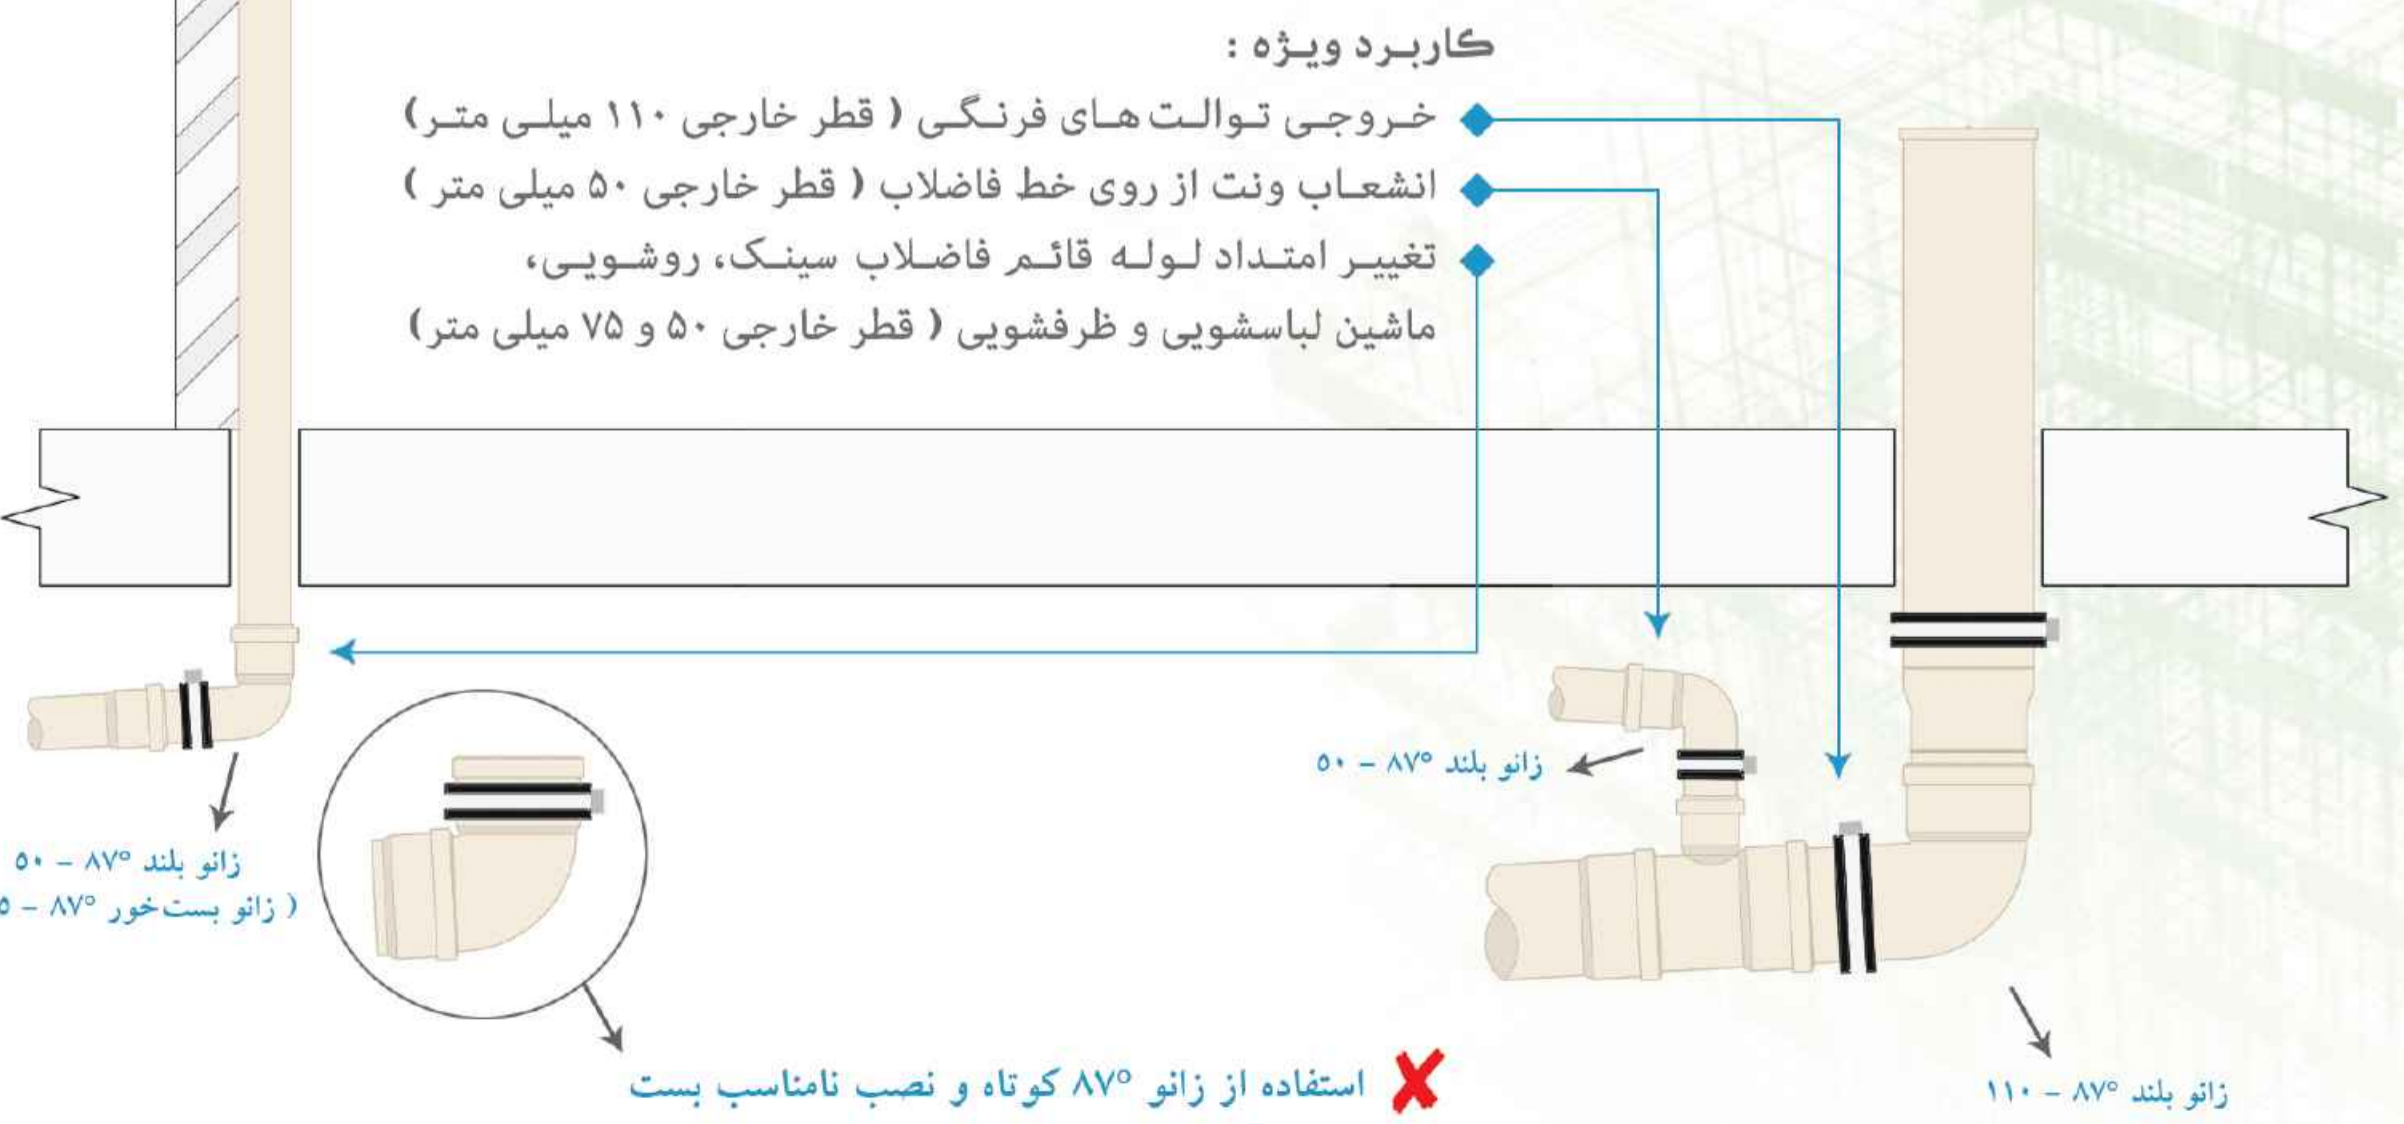 کاربرد ویژه :
خروجی توالت های فرنگی ( قطر خارجی ۱۱۰ میلی متر)
انشعاب ونت از روی خط فاضلاب ( قطر خارجی ۵۰ میلی متر )
تغییر امتداد لوله قائم فاضلاب سینک، روشویی،
ماشین لباسشویی و ظرفشویی ( قطر خارجی ۵۰ و ۷۵ میلی متر)
زانو بلند ۸۷° – ۵۰
زانو بلند ۸۷° – ۵۰
( زانو بست‌خور ۸۷° –
استفاده از زانو ۸۷° کوتاه و نصب نامناسب بست
زانو بلند ۸۷° – ۱۱۰